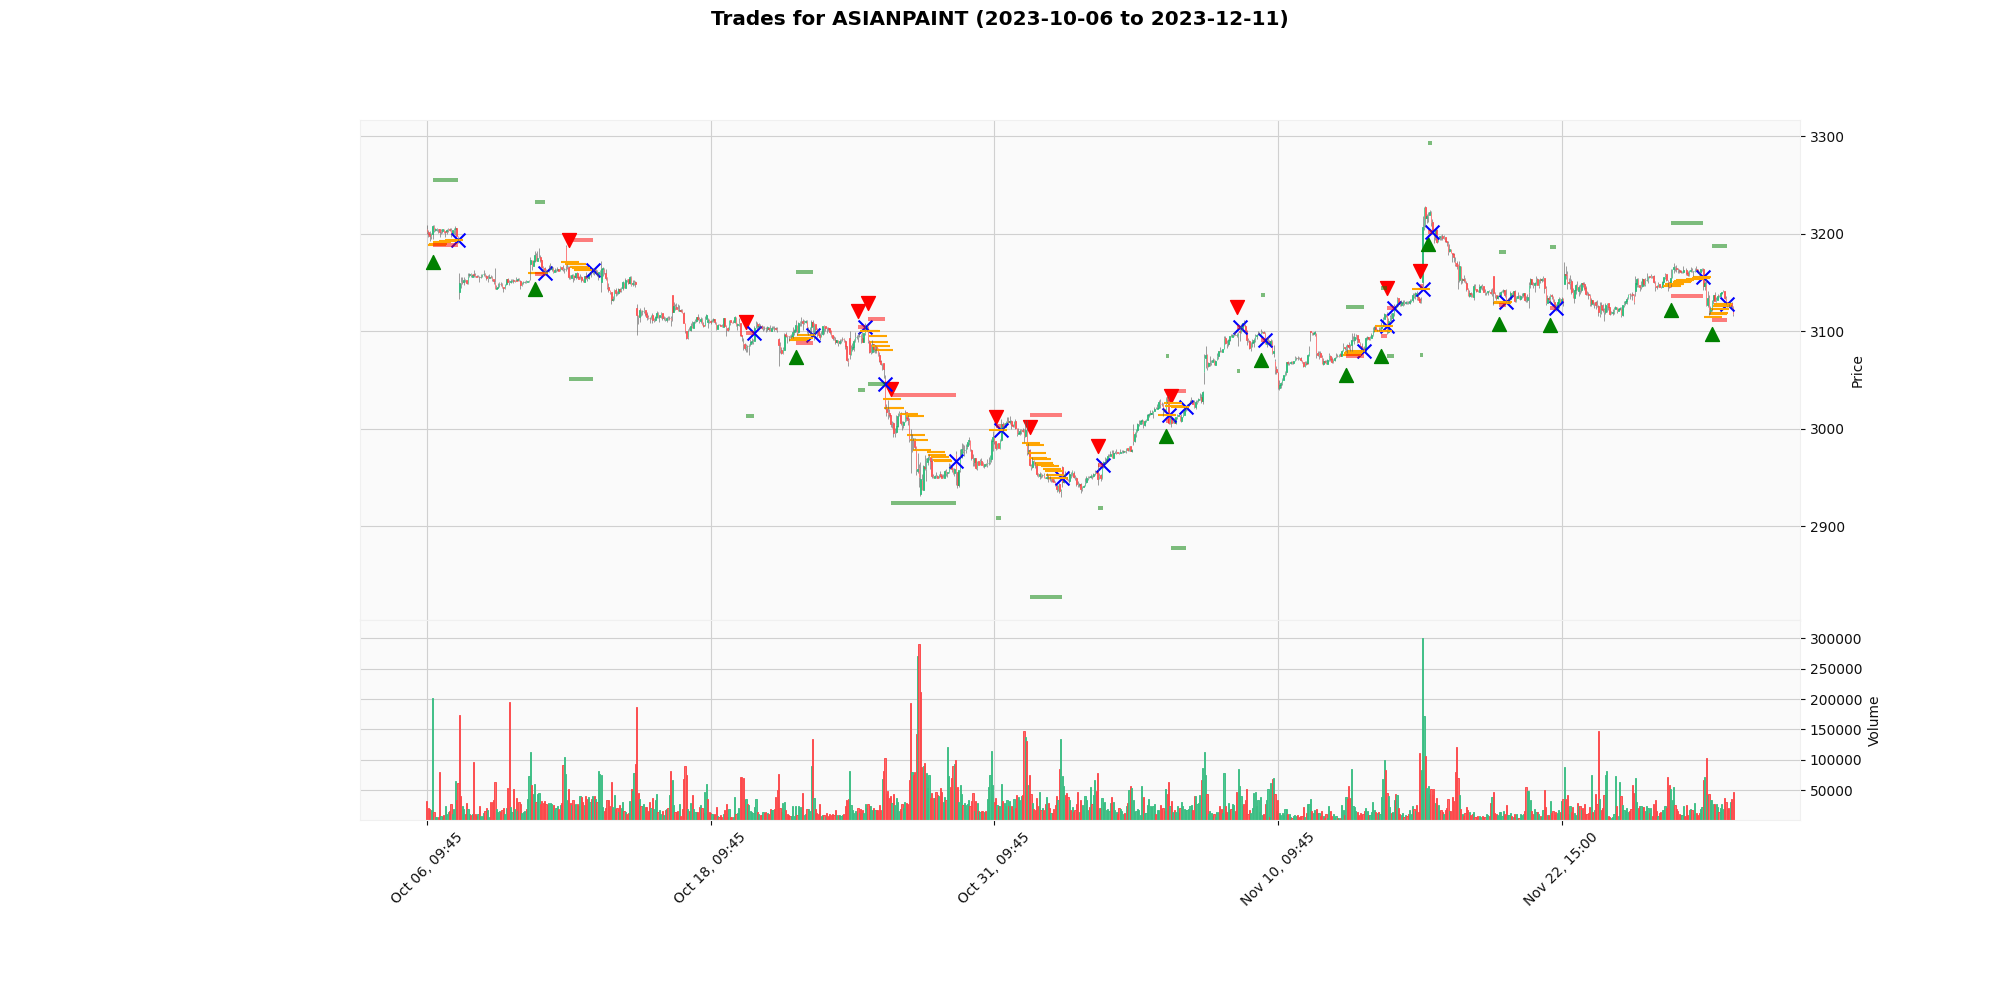 Trades for ASIANPAINT (2023-10-06 to 2023-12-11)
3300
3200
3100
3000
2900
Price
300000
250000
200000
150000
100000
50000
Volume
Oct 06, 09:45
Oct 18, 09:45
Oct 31, 09:45
Nov 10, 09:45
Nov 22, 15:00